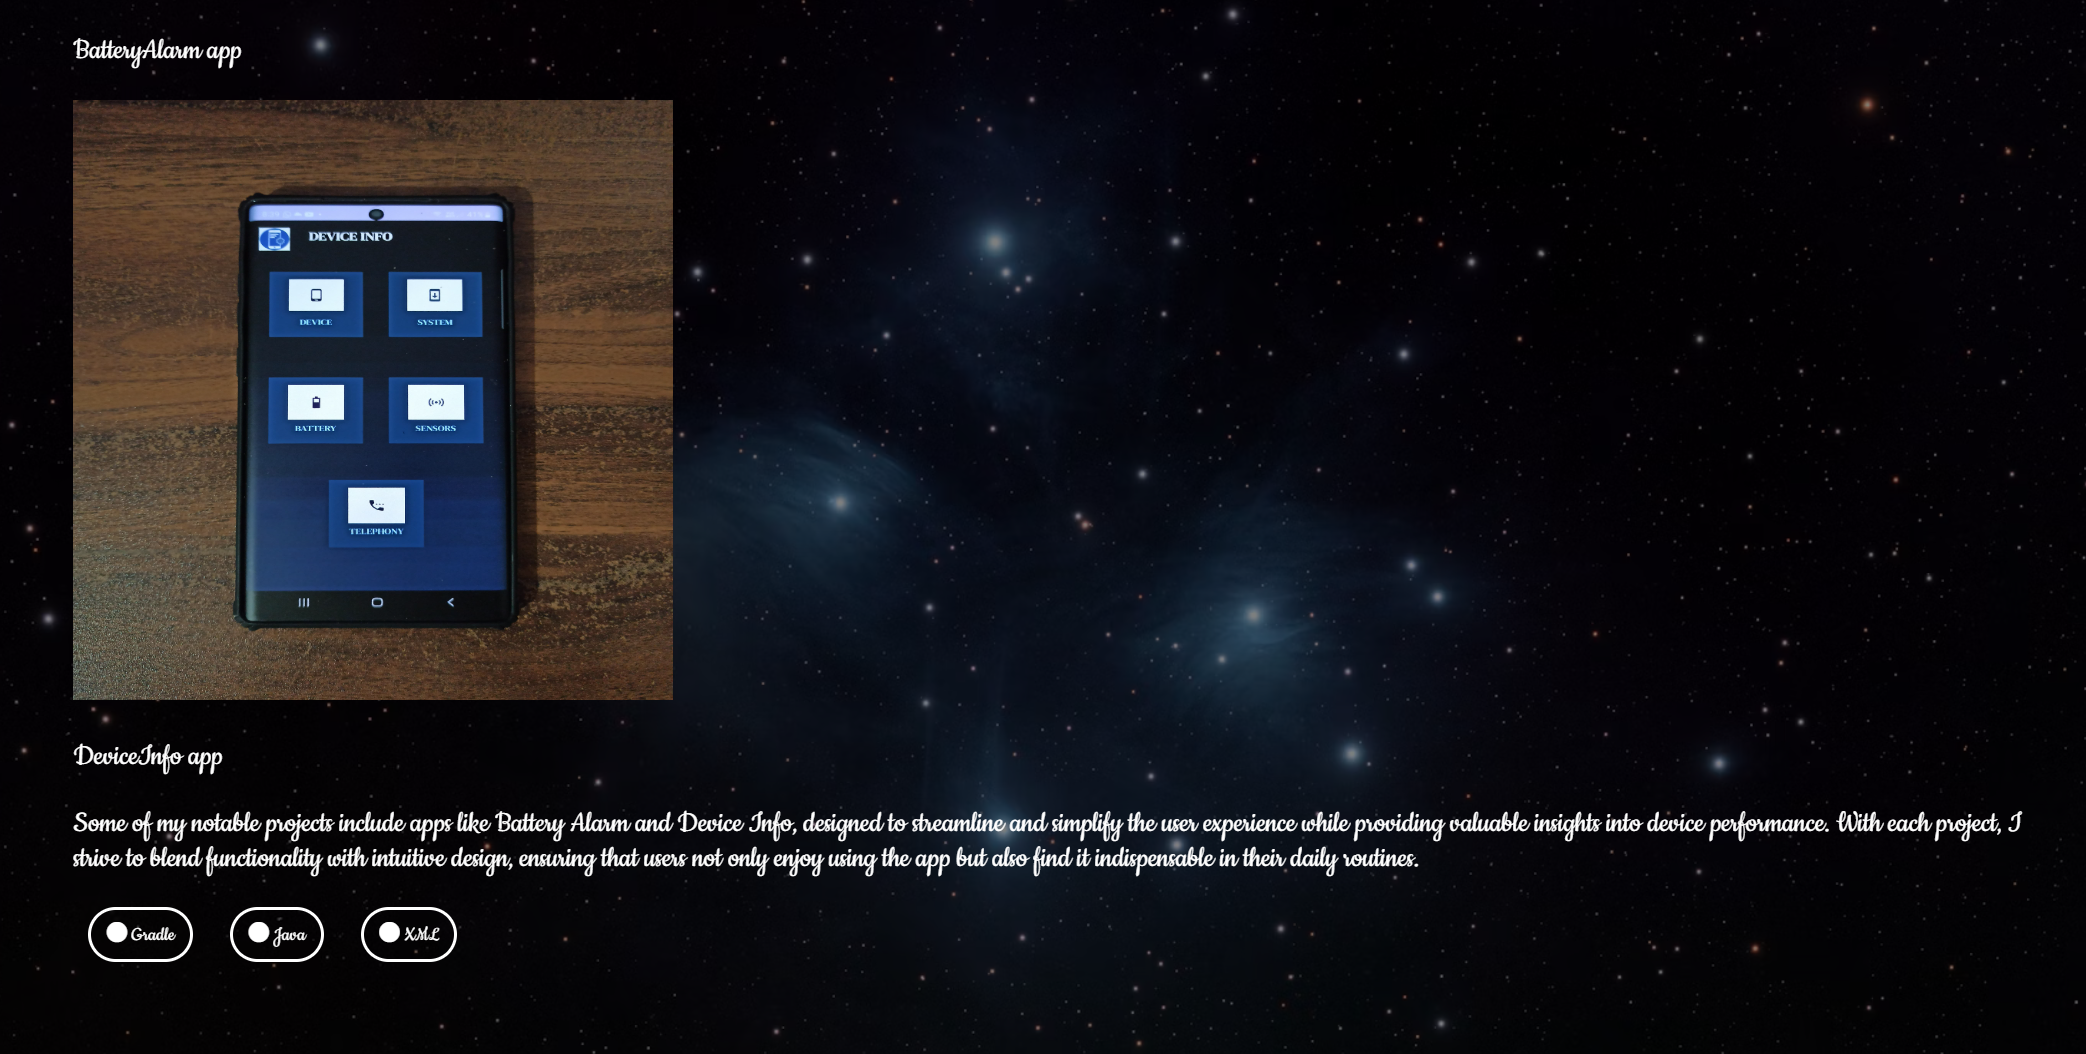 BatteryAlarm app
DEVICE INFO
DEVICE
SYSTEM
BATTERY
SENSORS
TELEPHONY
DeviceInfo app
Some of my notable projects include apps like Battery Alarm and Device Info, designed to streamline and simplify the user experience while providing valuable insights into device performance. With each project, I
strive to blend functionality with intuitive design, ensuring that users not only enjoy using the app but also find it indispensable in their daily routines.
Gradle
Java
XML